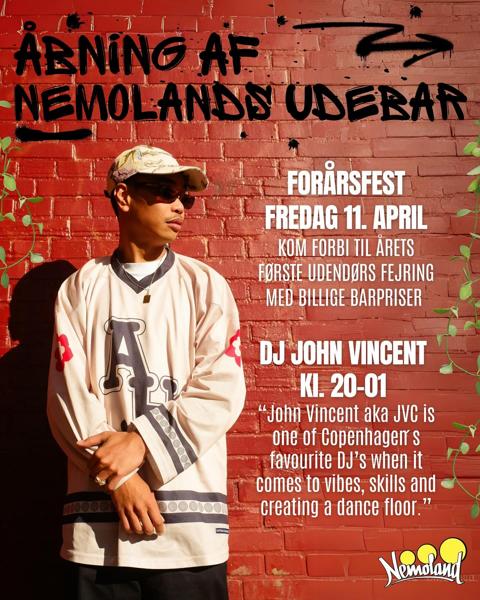 ÅBNING AF
NEMOLANDS UDEBAR
FORÅRSFEST
FREDAG 11. APRIL
KOM FORBI TIL ÅRETS
FØRSTE UDENDØRS FEJRING
MED BILLIGE BARPRISER
DJ JOHN VINCENT
Kl. 20-01
“John Vincent aka JVC is
one of Copenhagen´s
favourite DJ’s when it
comes to vibes, skills and
creating a dance floor.”
A
Nemoland